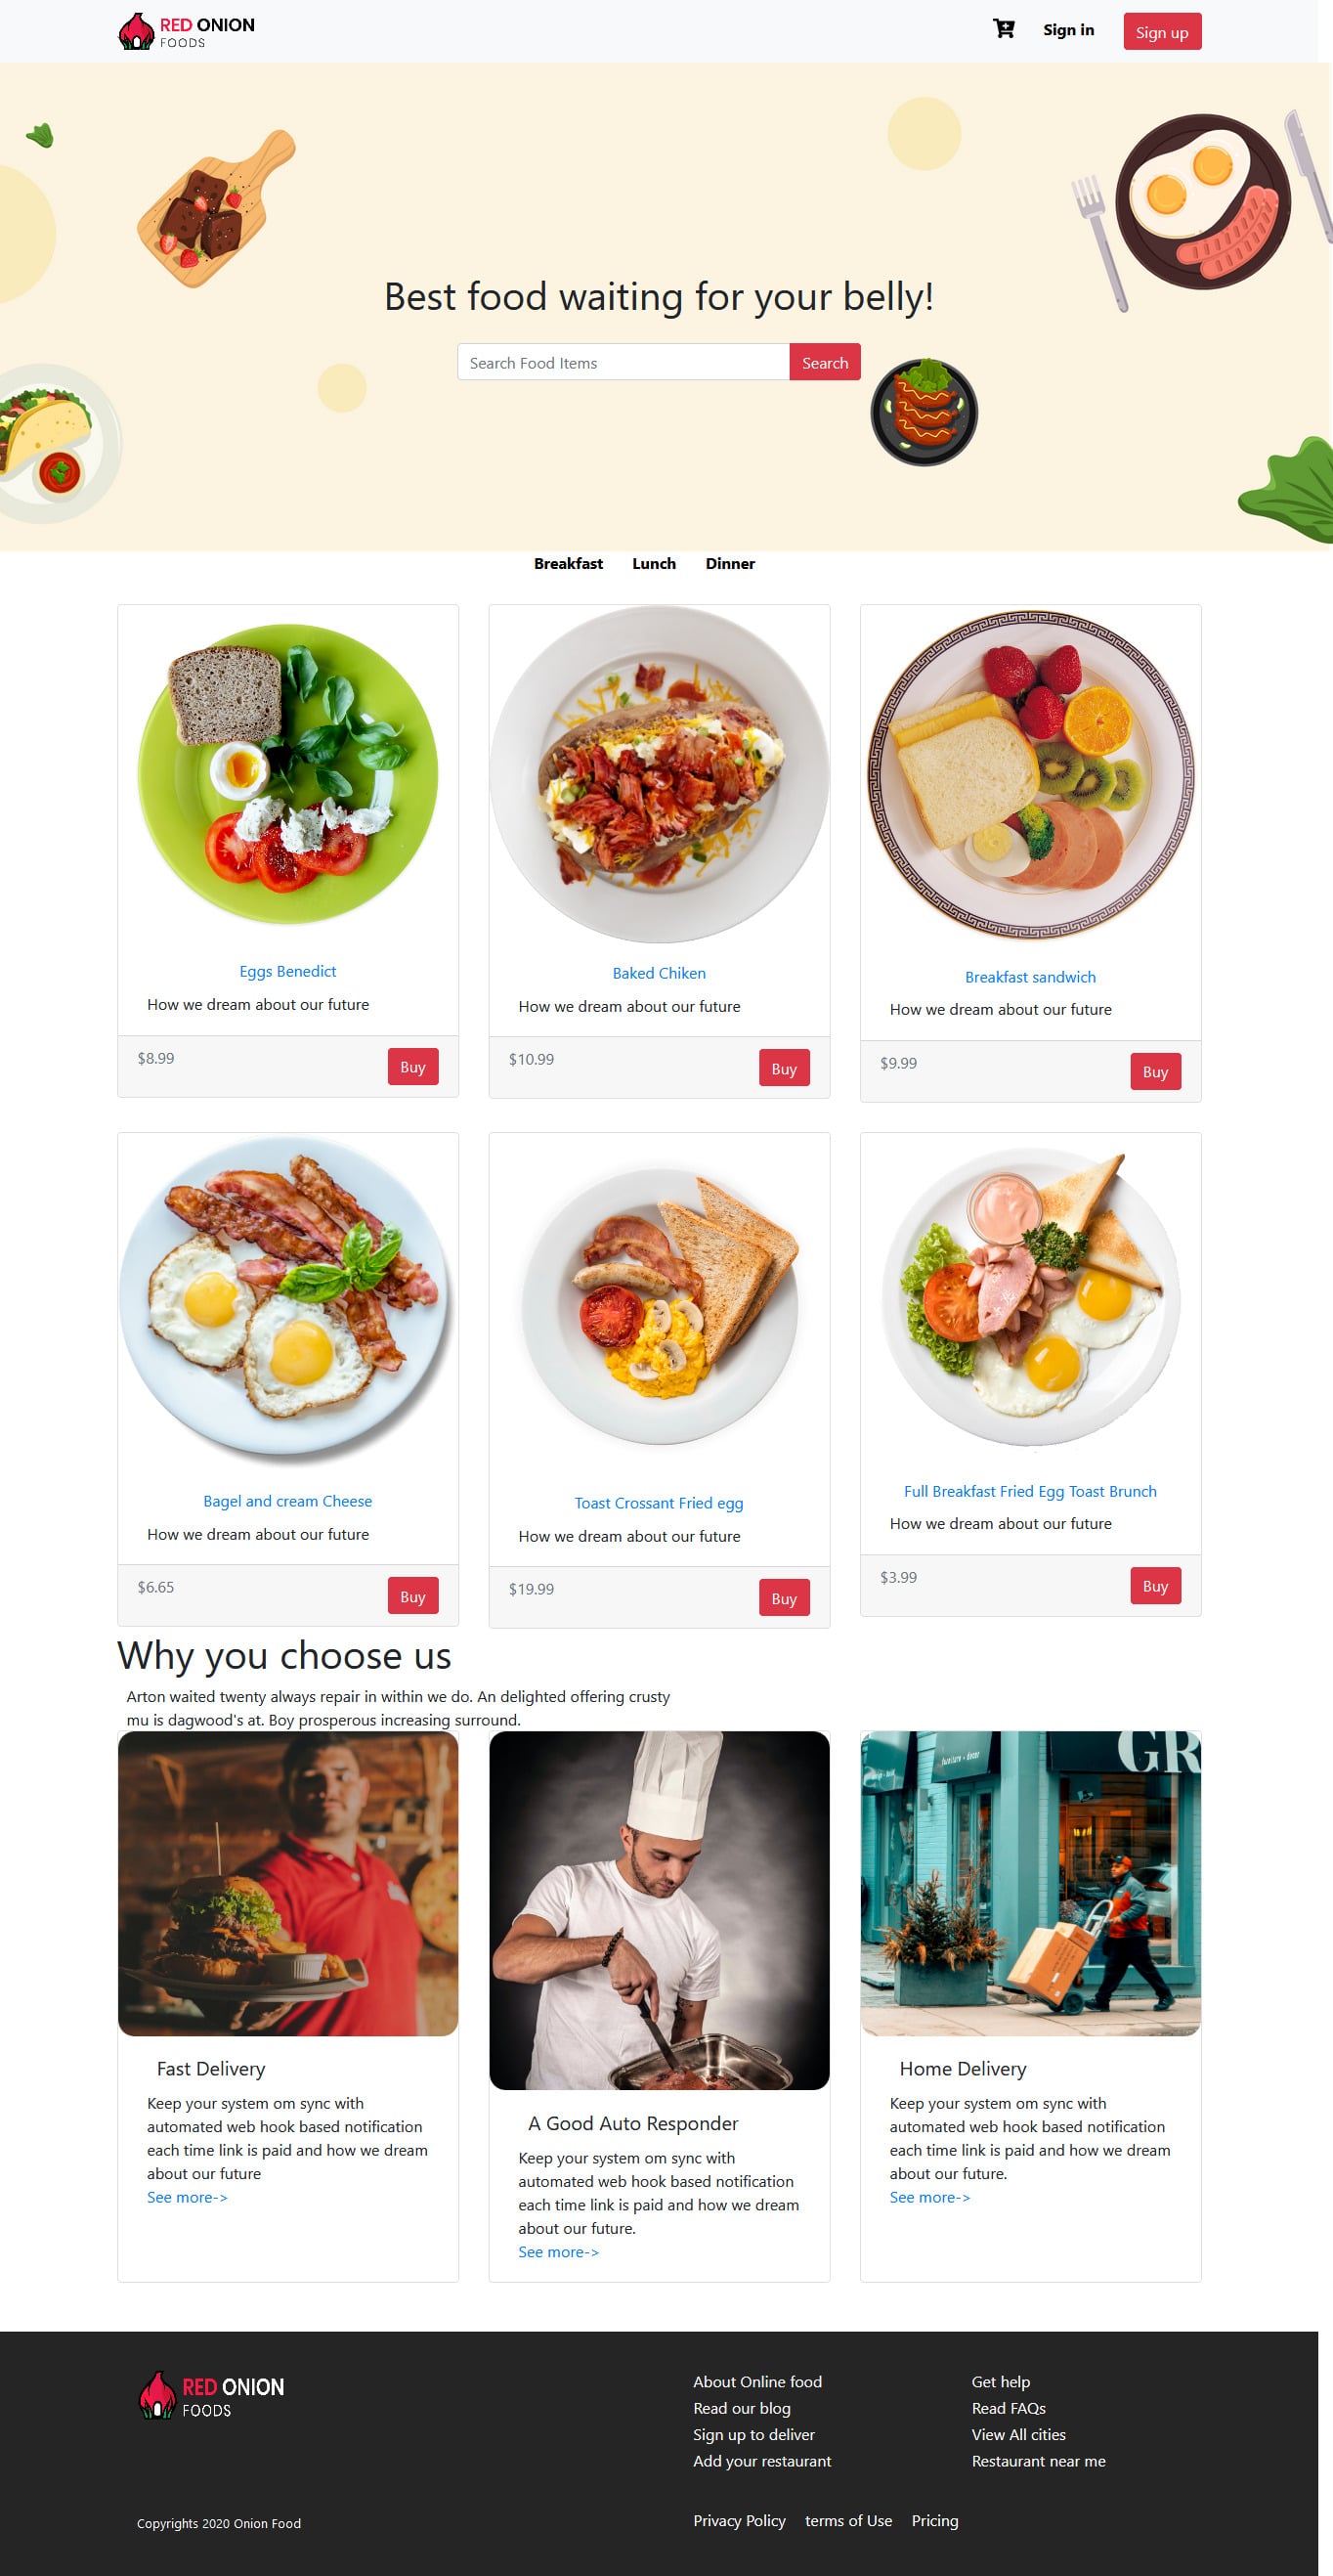 RED ONION
FOODS
Sign in
Sign up
Best food waiting for your belly!
Search Food Items
Search
Breakfast Lunch Dinner
Eggs Benedict
How we dream about our future
$8.99
Buy
Baked Chiken
How we dream about our future
$10.99
Buy
Breakfast sandwich
How we dream about our future
$9.99
Buy
Bagel and cream Cheese
How we dream about our future
$6.65
Buy
Toast Crossant Fried egg
How we dream about our future
$19.99
Buy
Full Breakfast Fried Egg Toast Brunch
How we dream about our future
$3.99
Buy
Why you choose us
Arton waited twenty always repair in within we do. An delighted offering crusty
mu is dagwood's at. Boy prosperous increasing surround.
Fast Delivery
Keep your system om sync with
automated web hook based notification
each time link is paid and how we dream
about our future
See more->
A Good Auto Responder
Keep your system om sync with
automated web hook based notification
each time link is paid and how we dream
about our future.
See more->
GR
furniture + decor
Home Delivery
Keep your system om sync with
automated web hook based notification
each time link is paid and how we dream
about our future.
See more->
RED ONION
FOODS
About Online food
Read our blog
Sign up to deliver
Add your restaurant
Get help
Read FAQs
View All cities
Restaurant near me
Copyrights 2020 Onion Food
Privacy Policy terms of Use Pricing